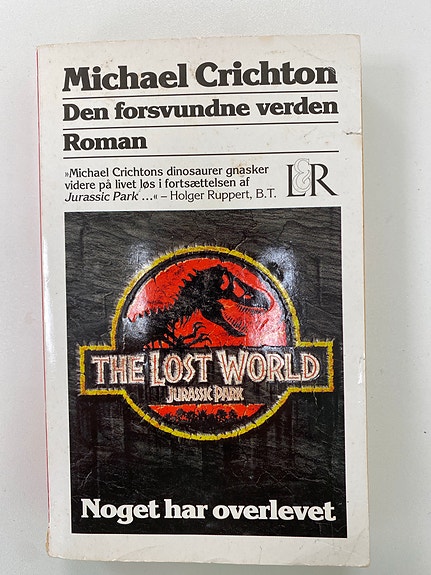 Michael Crichton
Den forsvundne verden
Roman
»Michael Crichtons dinosaurer gnasker
videre på livet løs i fortsættelsen af
Jurassic Park ...« – Holger Ruppert, B.T.
L&R
THE LOST WORLD
JURASSIC PARK
Noget har overlevet